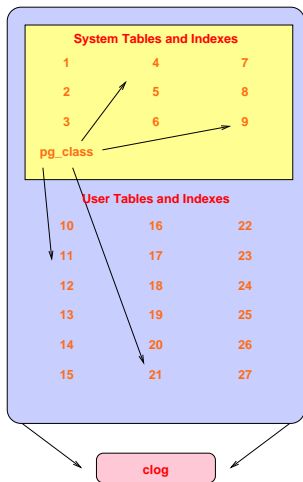 System Tables and Indexes
1 4 7
2 5 8
3 6 9
pg_class
User Tables and Indexes
10 16 22
11 17 23
12 18 24
13 19 25
14 20 26
15 21 27
clog